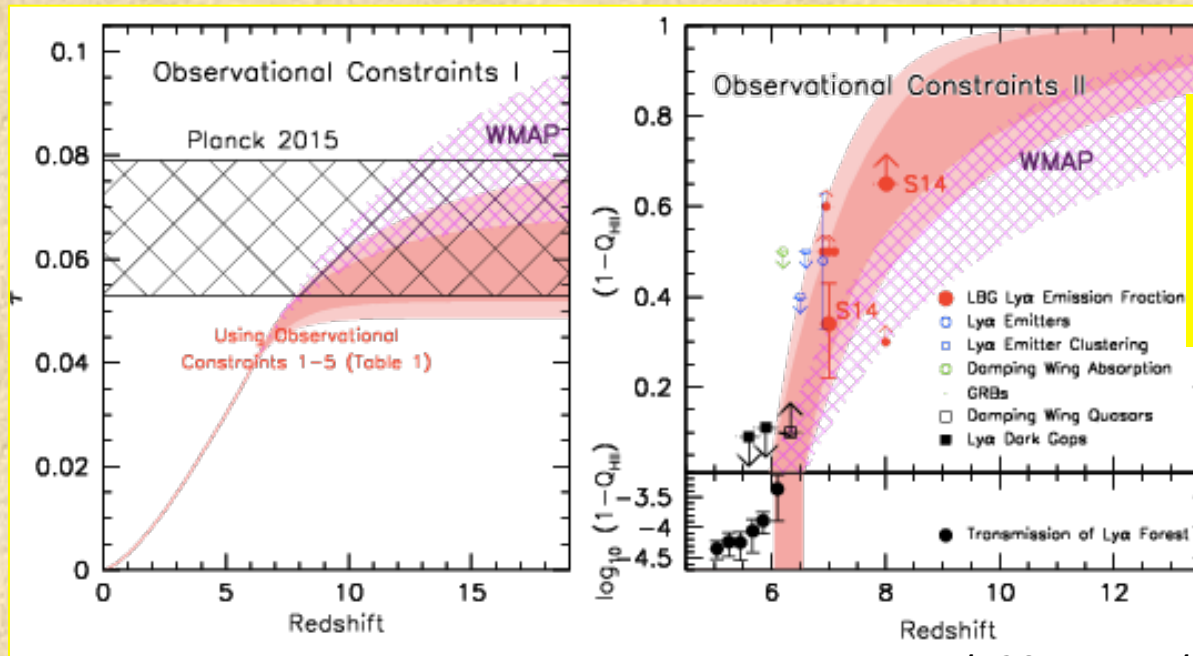 Observational Constraints I
Planck 2015
WMAP
Using Observational
Constraints 1-5 (Table 1)
τ
0.1
0.08
0.06
0.04
0.02
0
0 5 10 15
Redshift
Observational Constraints II
WMAP
S14
S14
(1-Q_HII)
1
0.8
0.6
0.4
0.2
LBG Lyα Emission Fraction
Lyα Emitters
Lyα Emitter Clustering
Damping Wing Absorption
GRBs
Damping Wing Quasars
Lyα Dark Gaps
log₁₀ (1-Q_HII)
-3.5
-4
-4.5
Transmission of Lyα Forest
6 8 10 12
Redshift